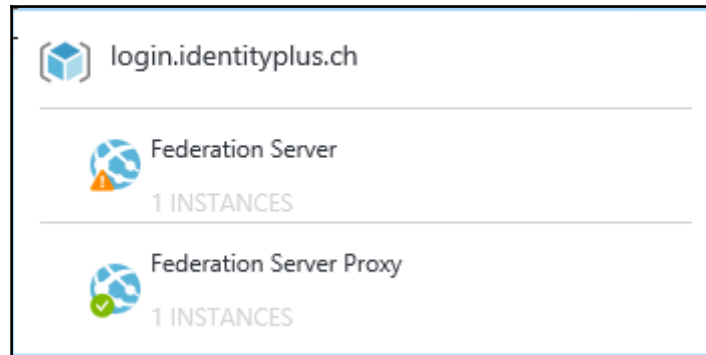 login.identityplus.ch
Federation Server
1 INSTANCES
Federation Server Proxy
1 INSTANCES